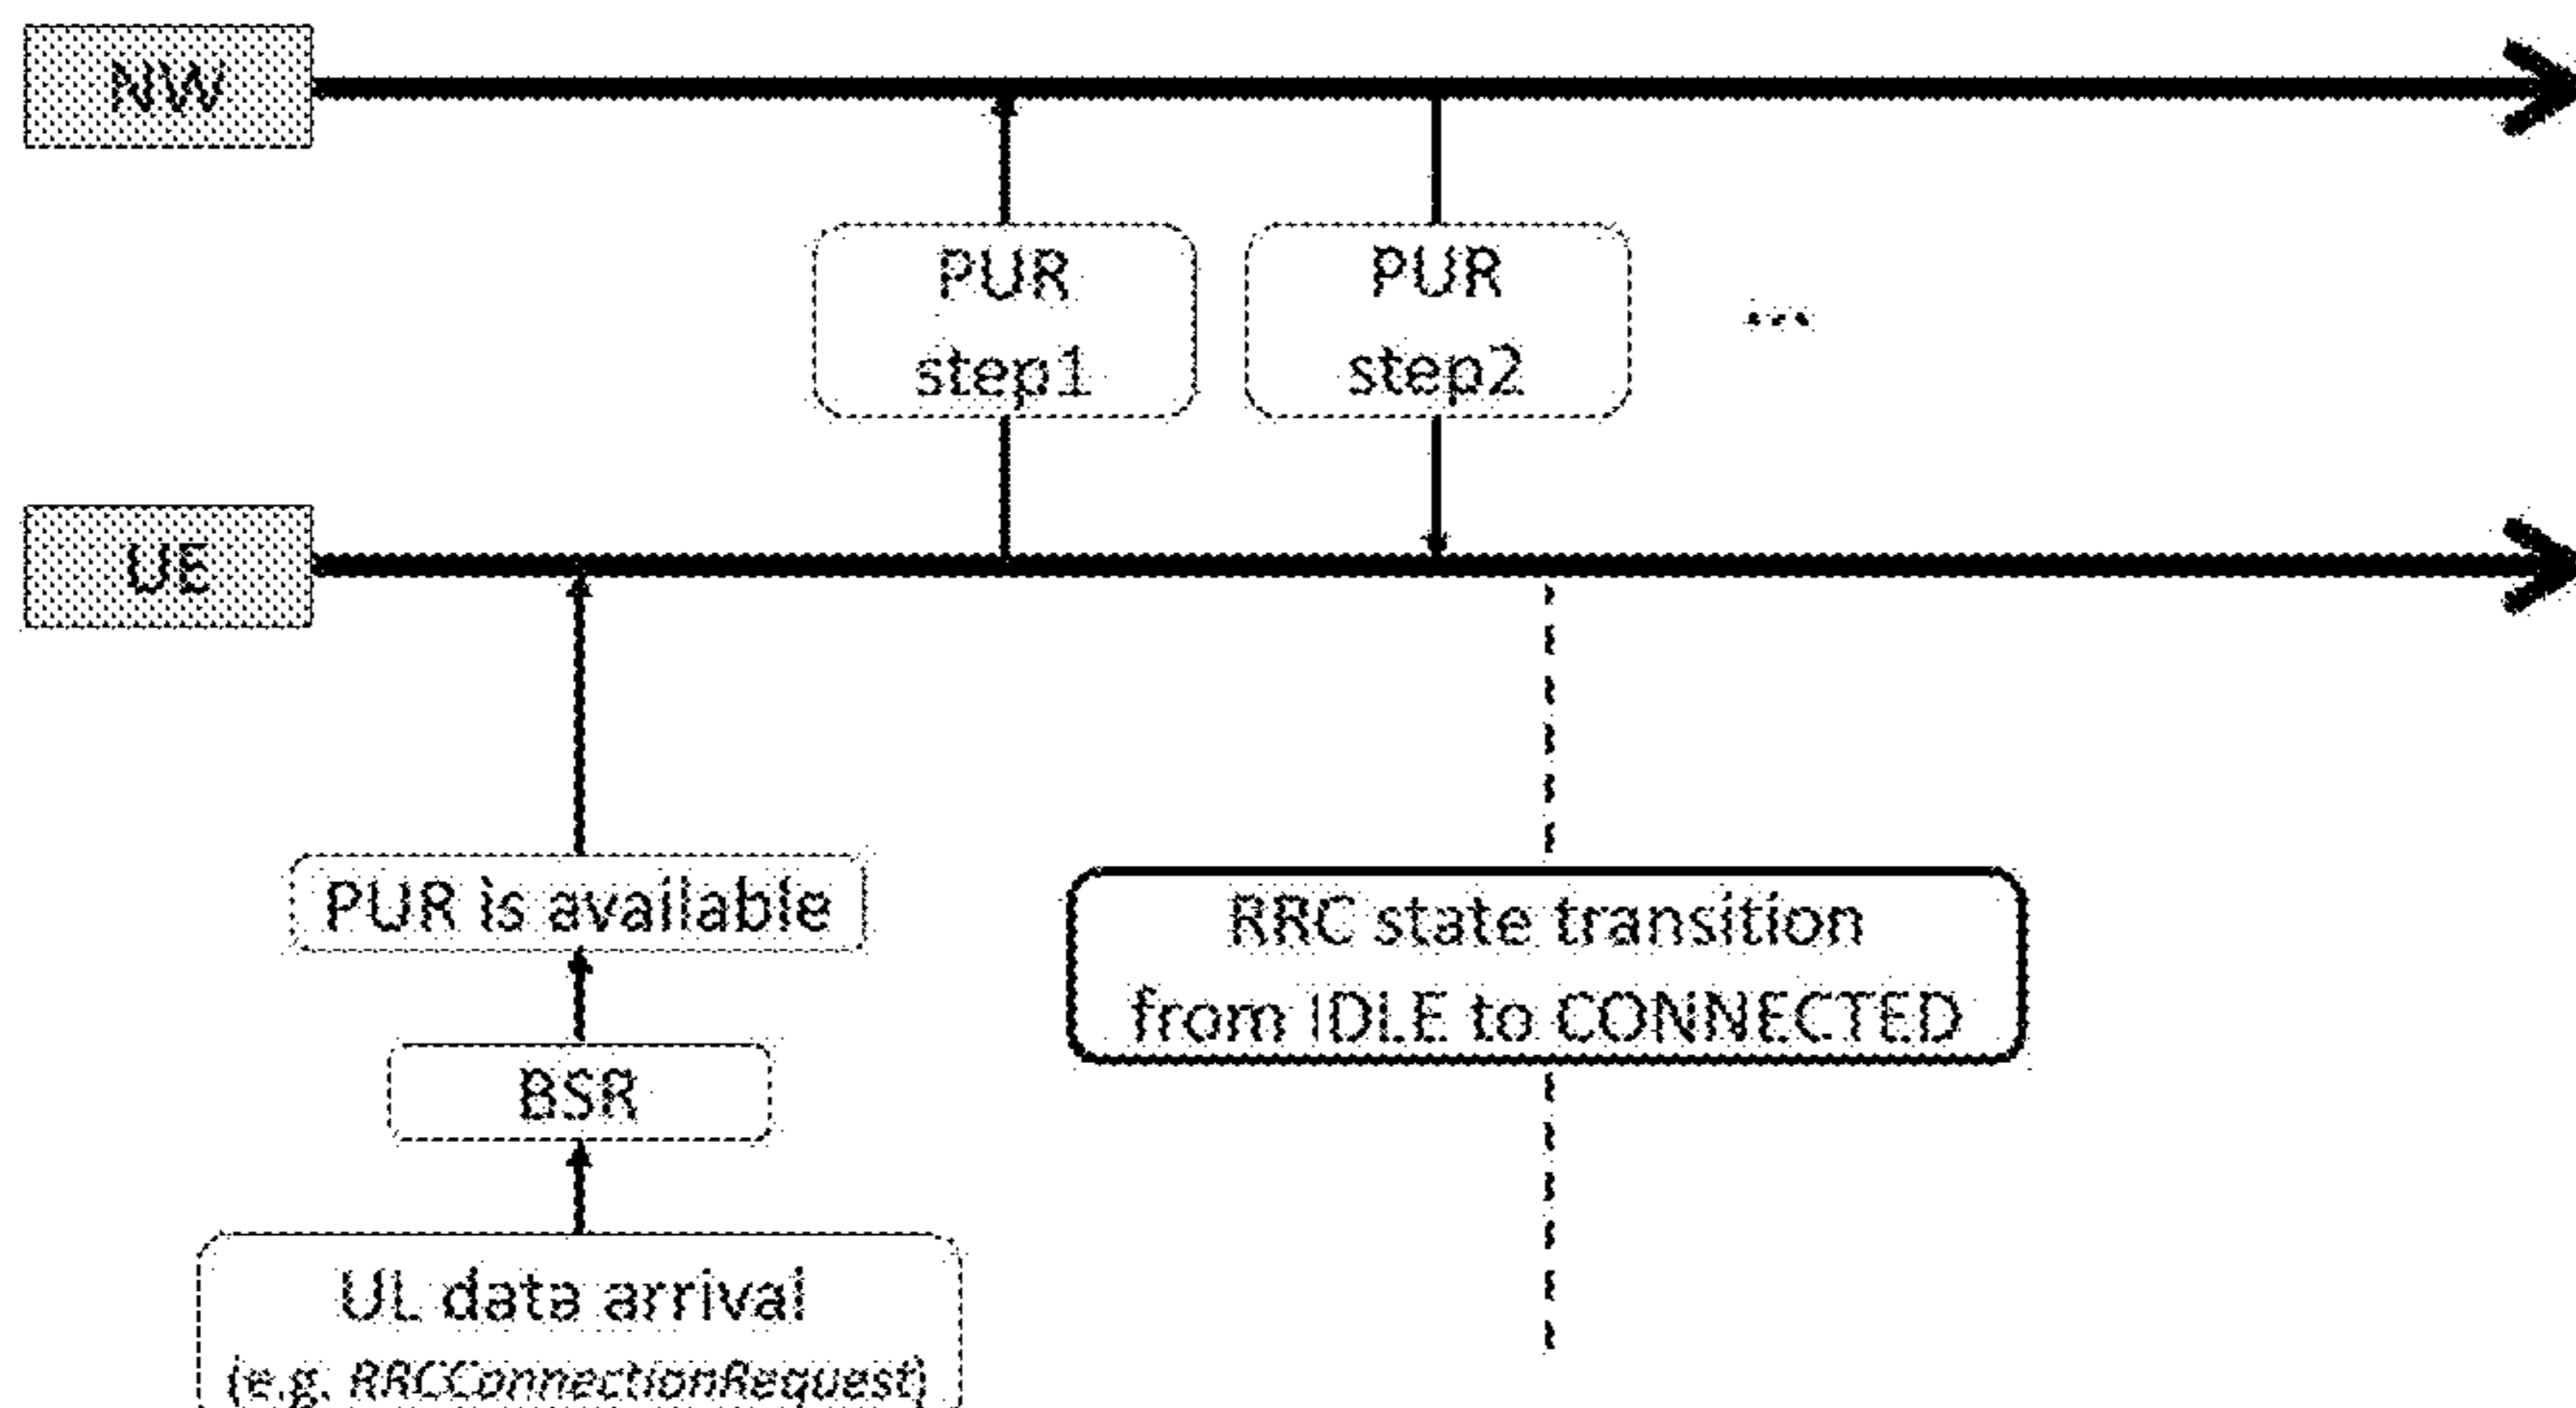 NW
PUR
step1
PUR
step2
...
UE
PUR is available
RRC state transition
from IDLE to CONNECTED
BSR
UL data arrival
(e.g. RRCConnectionRequest)